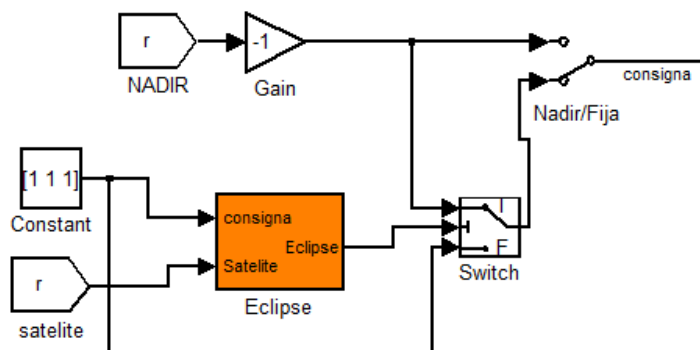 r
NADIR
-1
Gain
consigna
Nadir/Fija
[1 1 1]
Constant
consigna
Eclipse
Satelite
Eclipse
T
F
Switch
r
satelite